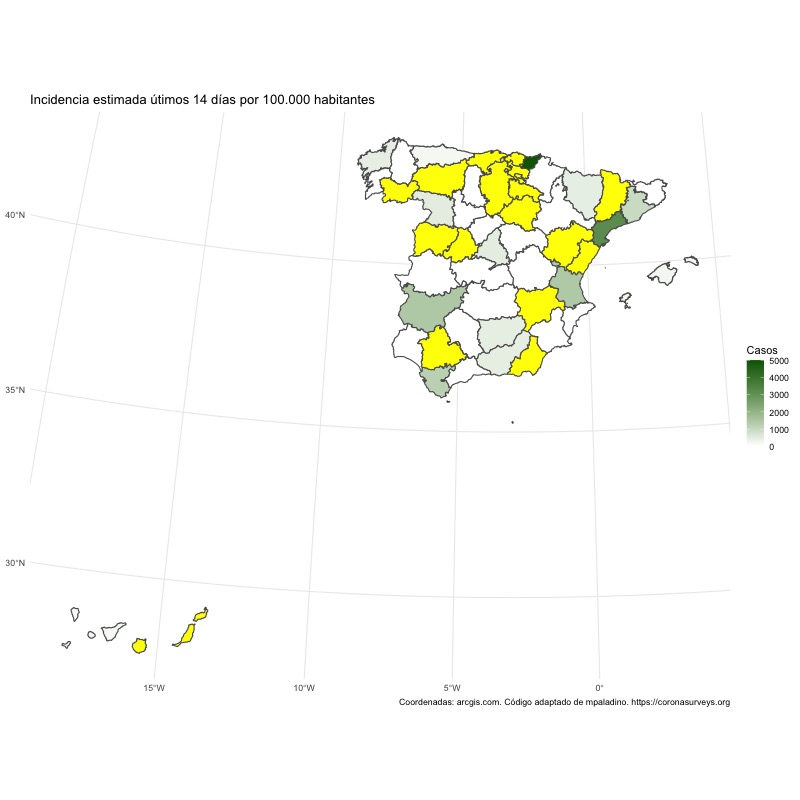 Incidencia estimada útimos 14 días por 100.000 habitantes
40°N
35°N
30°N
15°W
10°W
5°W
0°
Casos
5000
4000
3000
2000
1000
0
Coordenadas: arcgis.com. Código adaptado de mpaladino. https://coronasurveys.org